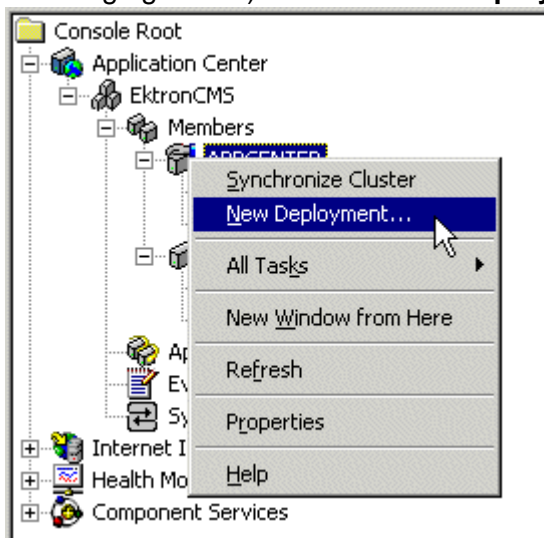 Console Root
Application Center
EktronCMS
Members
APPCENTER
Synchronize Cluster
New Deployment...
All Tasks
New Window from Here
Refresh
Properties
Help
Internet I
Health Mo
Component Services